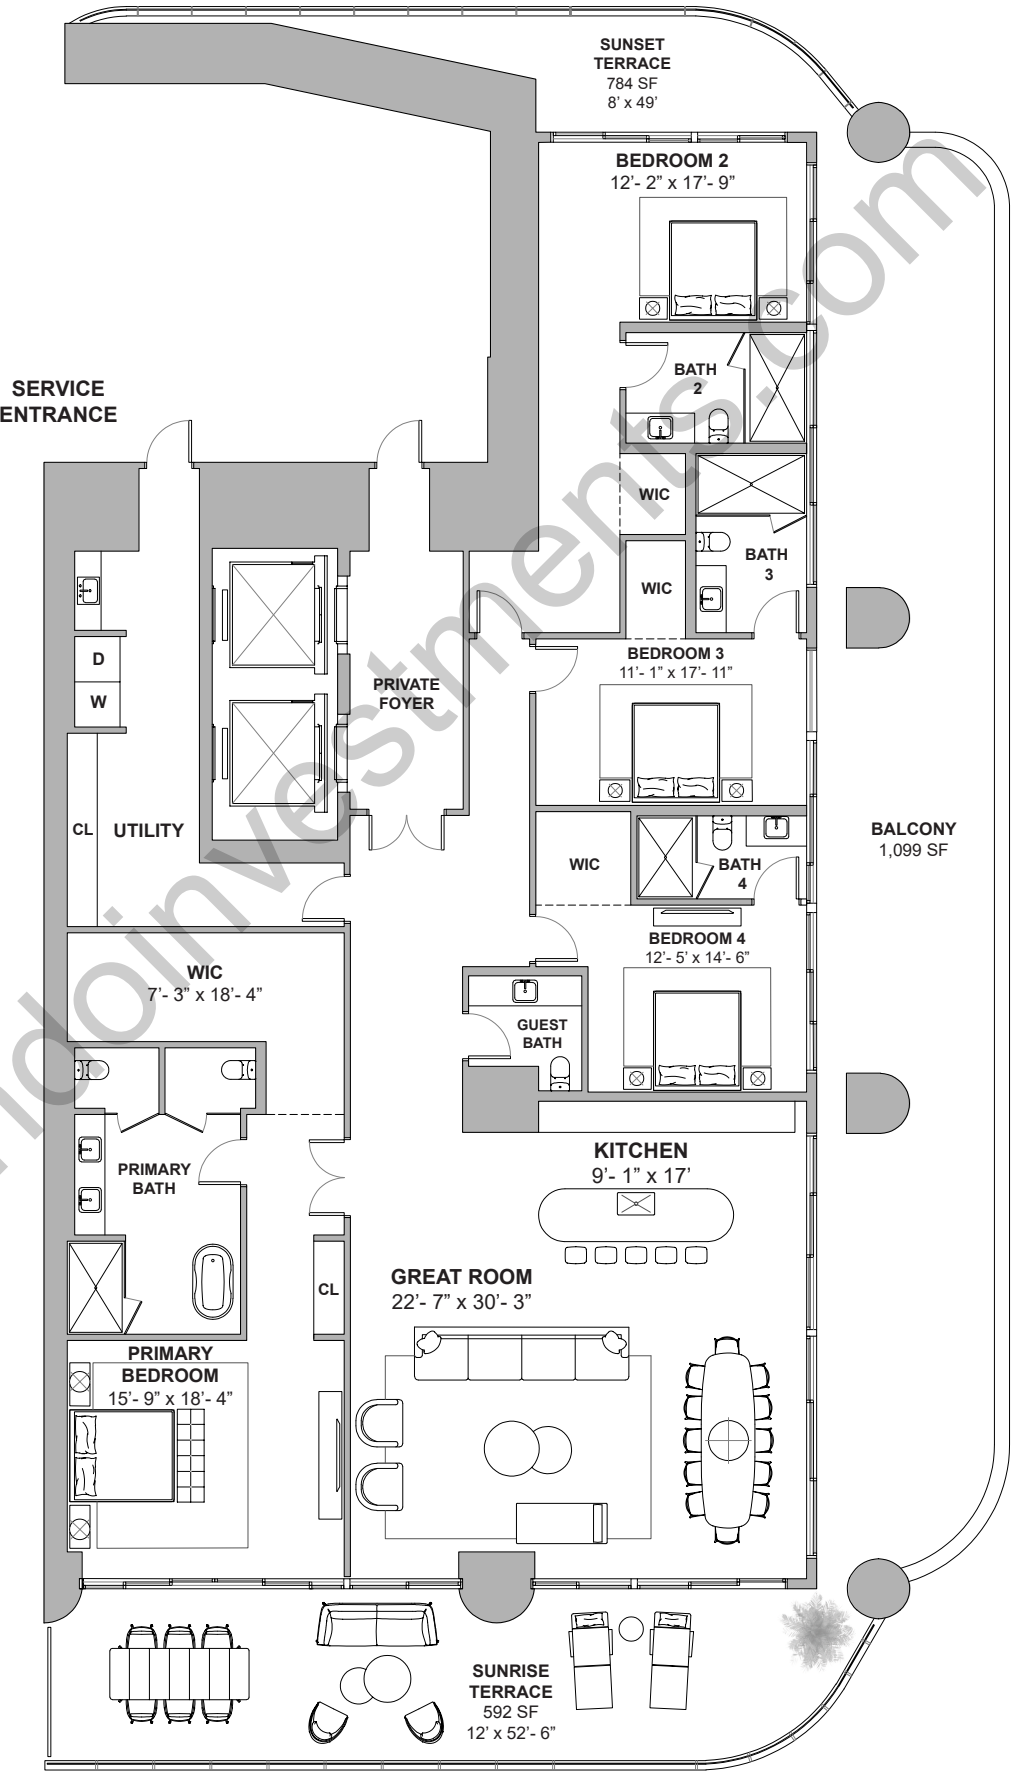 SUNSET
TERRACE
784 SF
8' x 49'
BEDROOM 2
12'- 2” x 17'- 9”
SERVICE
ENTRANCE
BATH
2
WIC
BATH
3
WIC
D
W
PRIVATE
FOYER
BEDROOM 3
11'- 1” x 17'- 11”
CL
UTILITY
WIC
BATH
4
BALCONY
1,099 SF
BEDROOM 4
12'- 5' x 14'- 6”
WIC
7'- 3” x 18'- 4”
GUEST
BATH
KITCHEN
9'- 1” x 17'
PRIMARY
BATH
GREAT ROOM
22'- 7” x 30'- 3”
CL
PRIMARY
BEDROOM
15'- 9” x 18'- 4”
SUNRISE
TERRACE
592 SF
12' x 52'- 6”
ndoinvestments.com